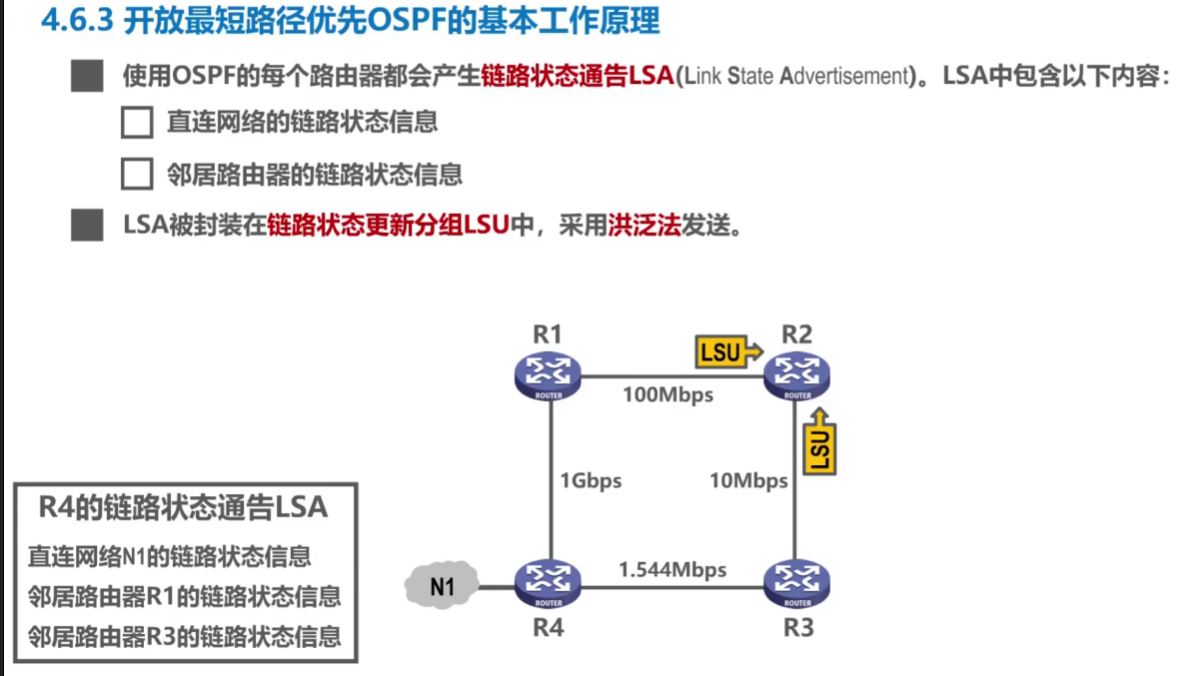 4.6.3 开放最短路径优先OSPF的基本工作原理
使用OSPF的每个路由器都会产生链路状态通告LSA(Link State Advertisement)。LSA中包含以下内容：
直连网络的链路状态信息
邻居路由器的链路状态信息
LSA被封装在链路状态更新分组LSU中，采用洪泛法发送。
R1
R2
LSU
ROUTER
ROUTER
100Mbps
LSU
1Gbps
10Mbps
R4的链路状态通告LSA
直连网络N1的链路状态信息
邻居路由器R1的链路状态信息
邻居路由器R3的链路状态信息
N1
1.544Mbps
ROUTER
ROUTER
R4
R3